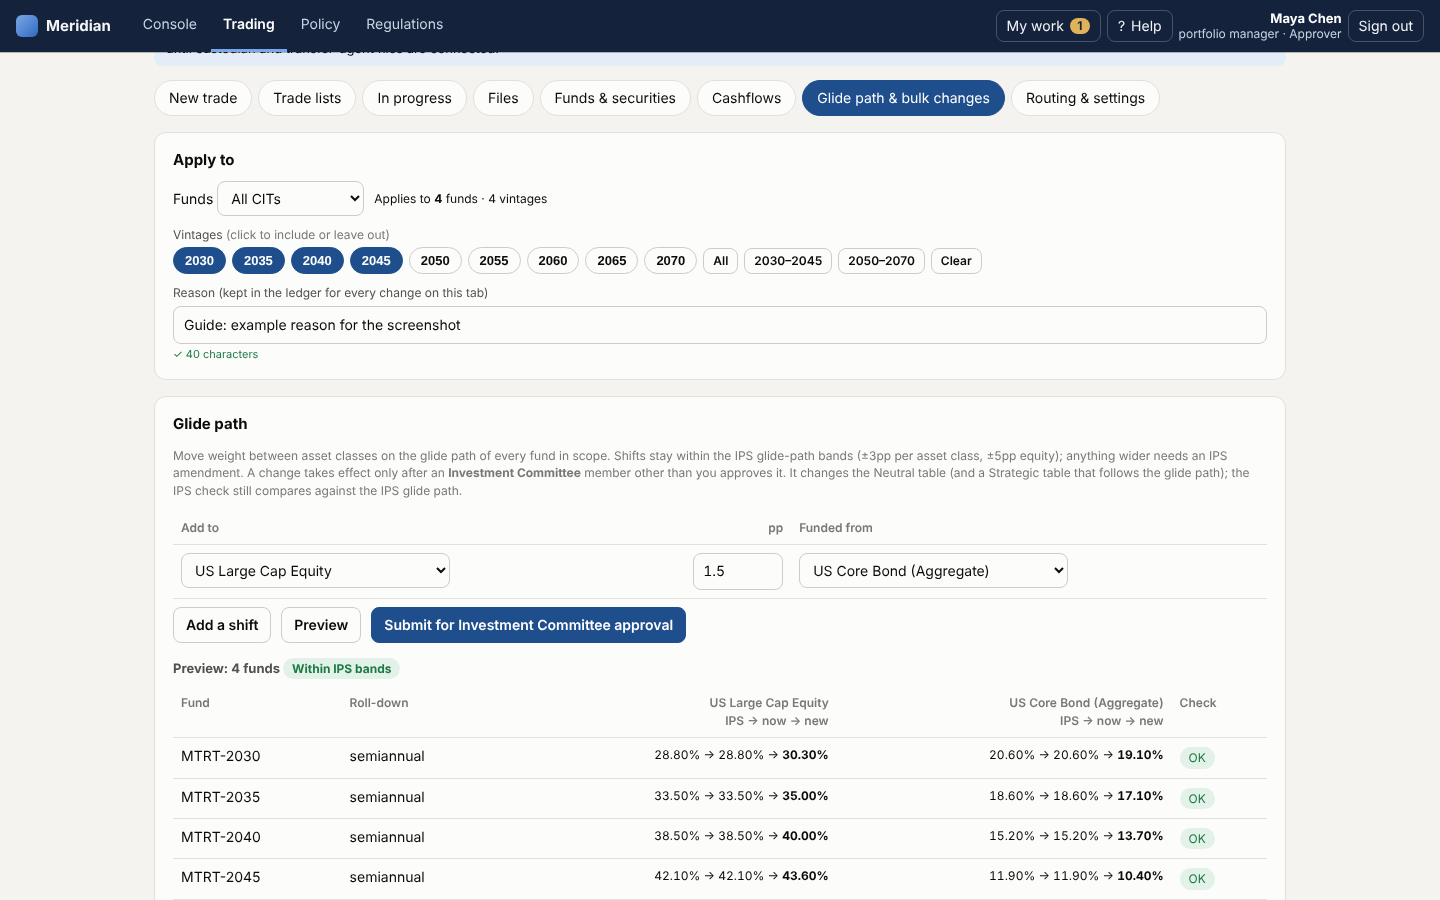 Meridian
Console
Trading
Policy
Regulations
My work 1
? Help
Maya Chen
portfolio manager · Approver
Sign out
New trade
Trade lists
In progress
Files
Funds & securities
Cashflows
Glide path & bulk changes
Routing & settings
Apply to
Funds All CITs Applies to 4 funds · 4 vintages
Vintages (click to include or leave out)
2030 2035 2040 2045 2050 2055 2060 2065 2070 All 2030–2045 2050–2070 Clear
Reason (kept in the ledger for every change on this tab)
Guide: example reason for the screenshot
✓ 40 characters
Glide path
Move weight between asset classes on the glide path of every fund in scope. Shifts stay within the IPS glide-path bands (±3pp per asset class, ±5pp equity); anything wider needs an IPS
amendment. A change takes effect only after an Investment Committee member other than you approves it. It changes the Neutral table (and a Strategic table that follows the glide path); the
IPS check still compares against the IPS glide path.
Add to pp Funded from
US Large Cap Equity 1.5 US Core Bond (Aggregate)
Add a shift Preview Submit for Investment Committee approval
Preview: 4 funds Within IPS bands
Fund Roll-down US Large Cap Equity US Core Bond (Aggregate) Check
IPS → now → new IPS → now → new
MTRT-2030 semiannual 28.80% → 28.80% → 30.30% 20.60% → 20.60% → 19.10% OK
MTRT-2035 semiannual 33.50% → 33.50% → 35.00% 18.60% → 18.60% → 17.10% OK
MTRT-2040 semiannual 38.50% → 38.50% → 40.00% 15.20% → 15.20% → 13.70% OK
MTRT-2045 semiannual 42.10% → 42.10% → 43.60% 11.90% → 11.90% → 10.40% OK